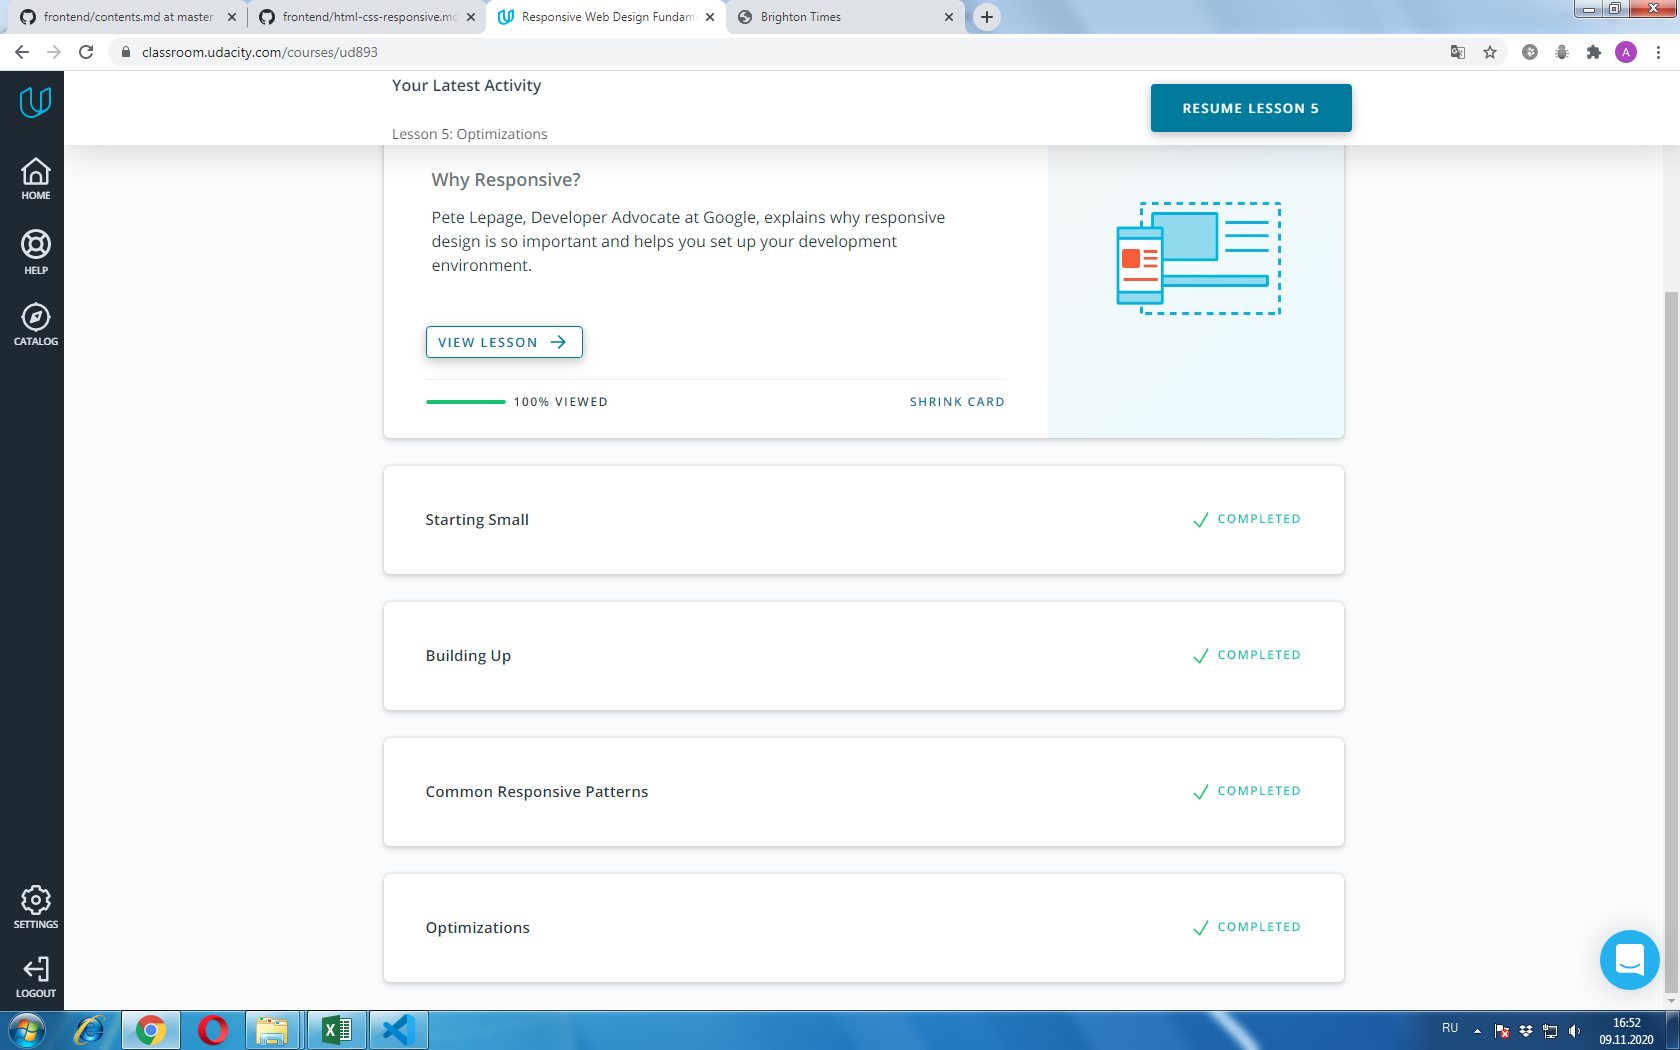 frontend/contents.md at master
frontend/html-css-responsive.md
Responsive Web Design Fundam
Brighton Times
classroom.udacity.com/courses/ud893
A
Your Latest Activity
RESUME LESSON 5
Lesson 5: Optimizations
HOME
HELP
CATALOG
SETTINGS
LOGOUT
Why Responsive?
Pete Lepage, Developer Advocate at Google, explains why responsive
design is so important and helps you set up your development
environment.
VIEW LESSON
100% VIEWED
SHRINK CARD
Starting Small
COMPLETED
Building Up
COMPLETED
Common Responsive Patterns
COMPLETED
Optimizations
COMPLETED
RU
16:52
09.11.2020